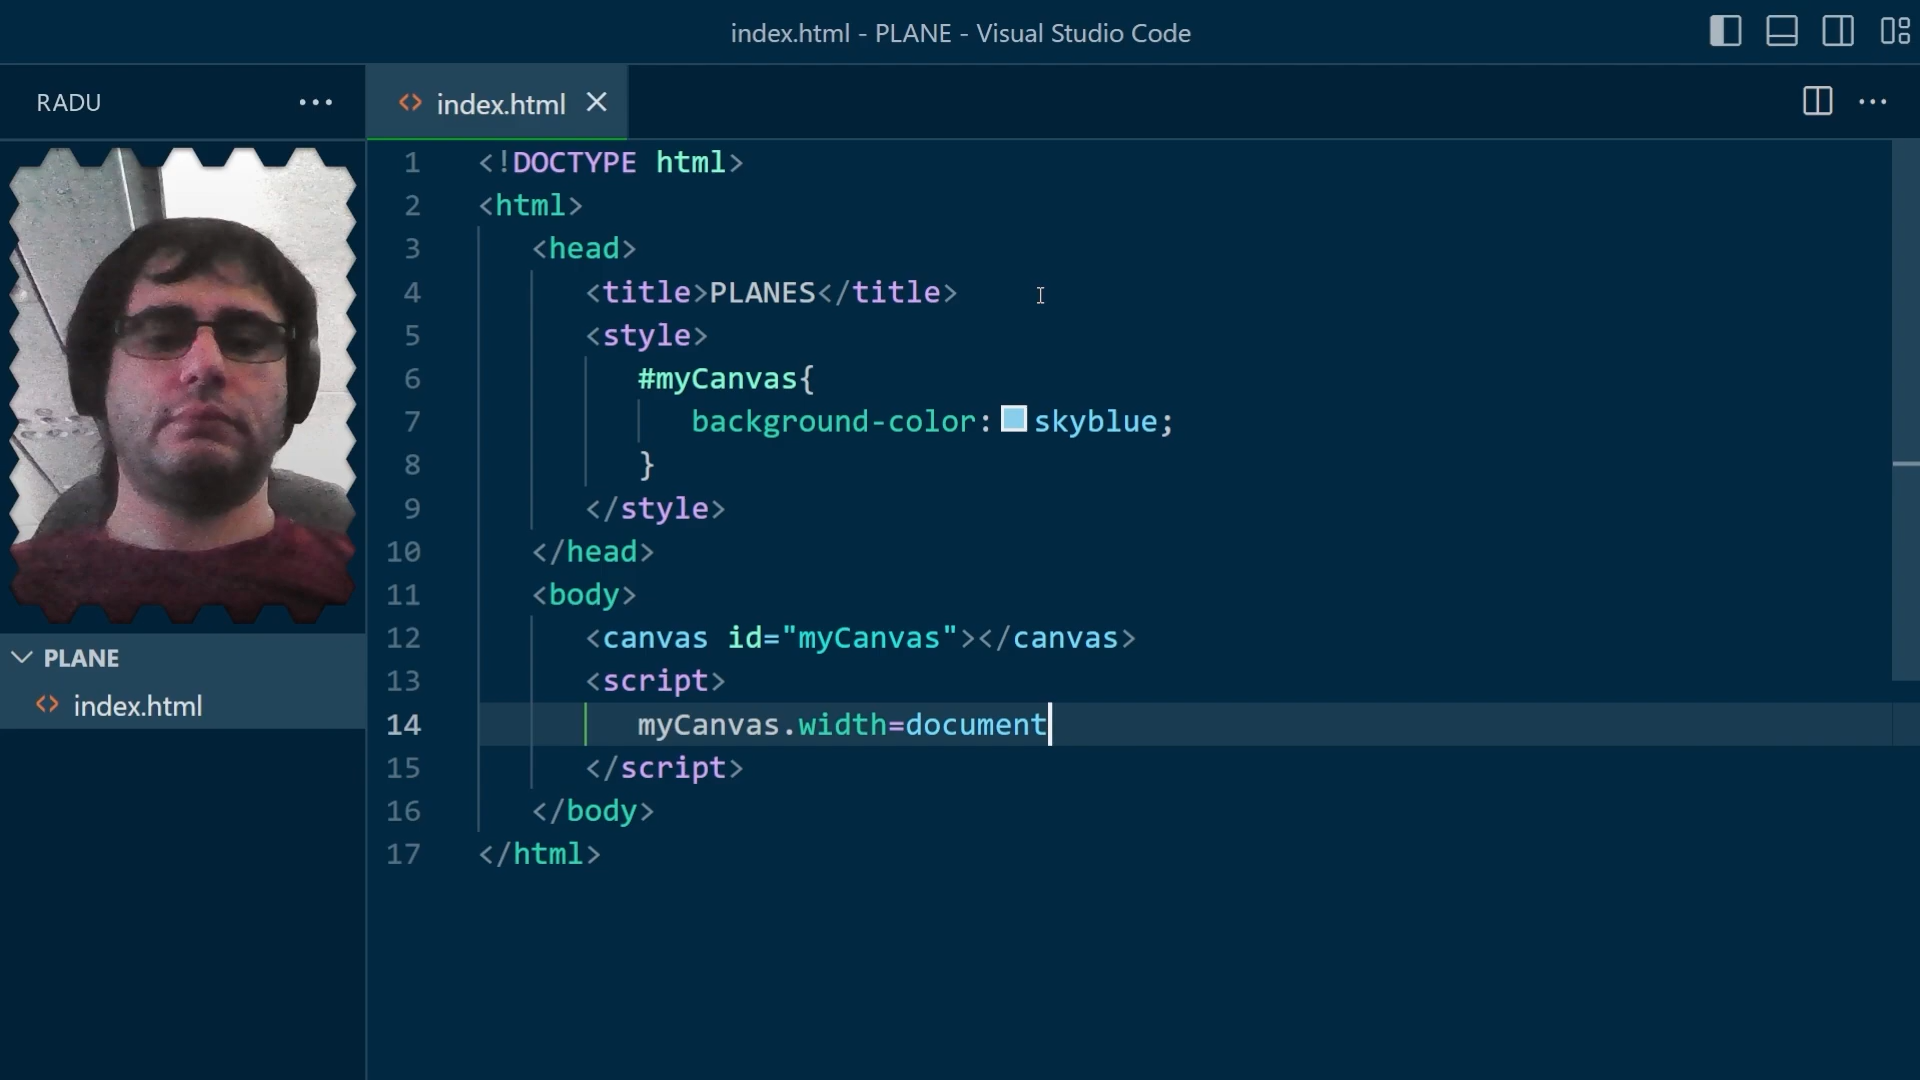 index.html - PLANE - Visual Studio Code
RADU
index.html
1 <!DOCTYPE html>
2 <html>
3 <head>
4 <title>PLANES</title>
5 <style>
6 #myCanvas{
7 background-color:skyblue;
8 }
9 </style>
10 </head>
11 <body>
12 <canvas id="myCanvas"></canvas>
13 <script>
14 myCanvas.width=document
15 </script>
16 </body>
17 </html>
PLANE
index.html